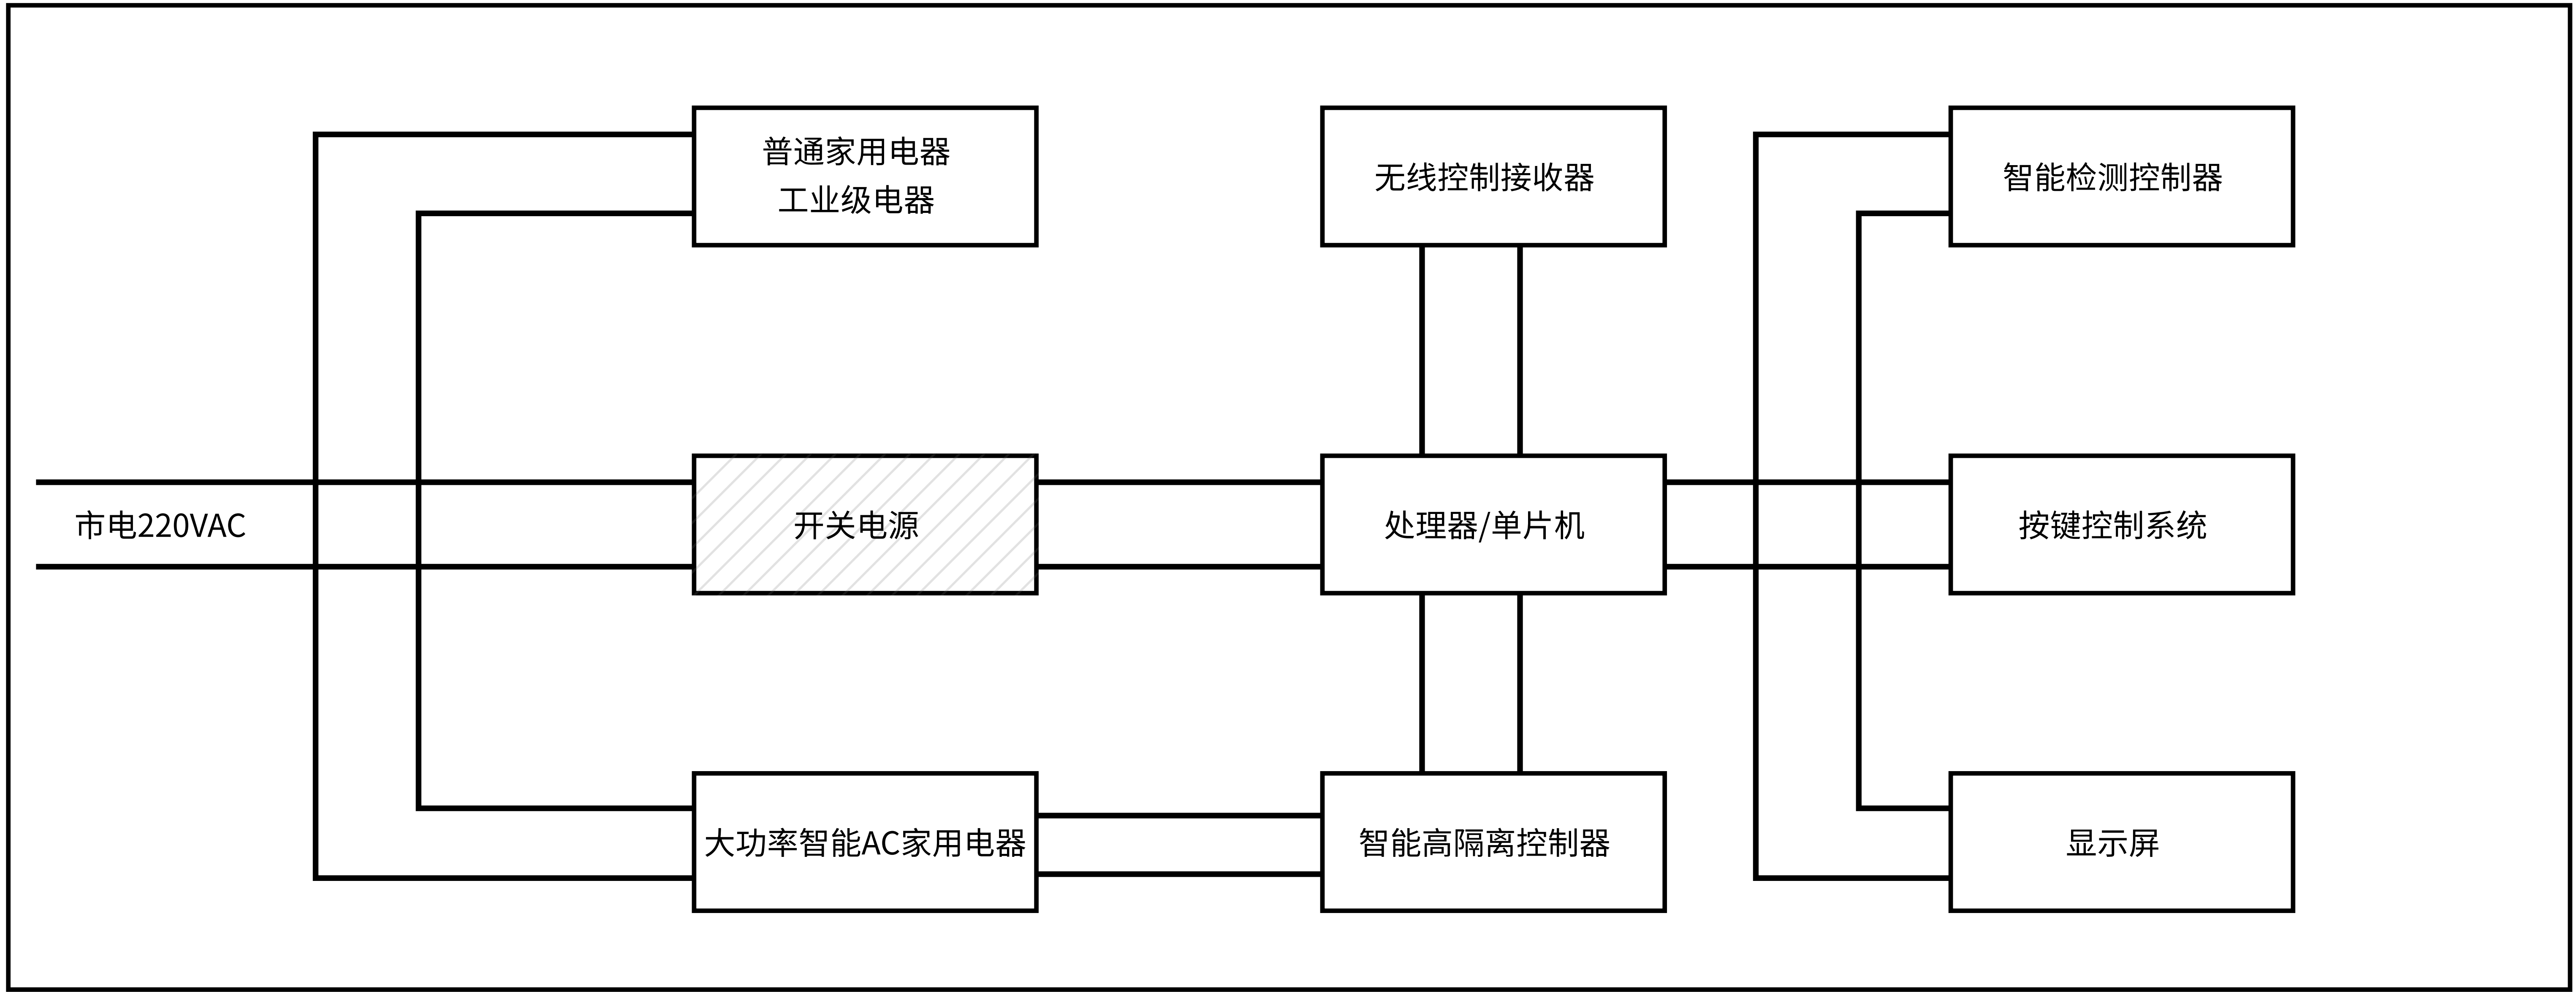 普通家用电器
工业级电器
无线控制接收器
智能检测控制器
市电220VAC
开关电源
处理器/单片机
按键控制系统
大功率智能AC家用电器
智能高隔离控制器
显示屏